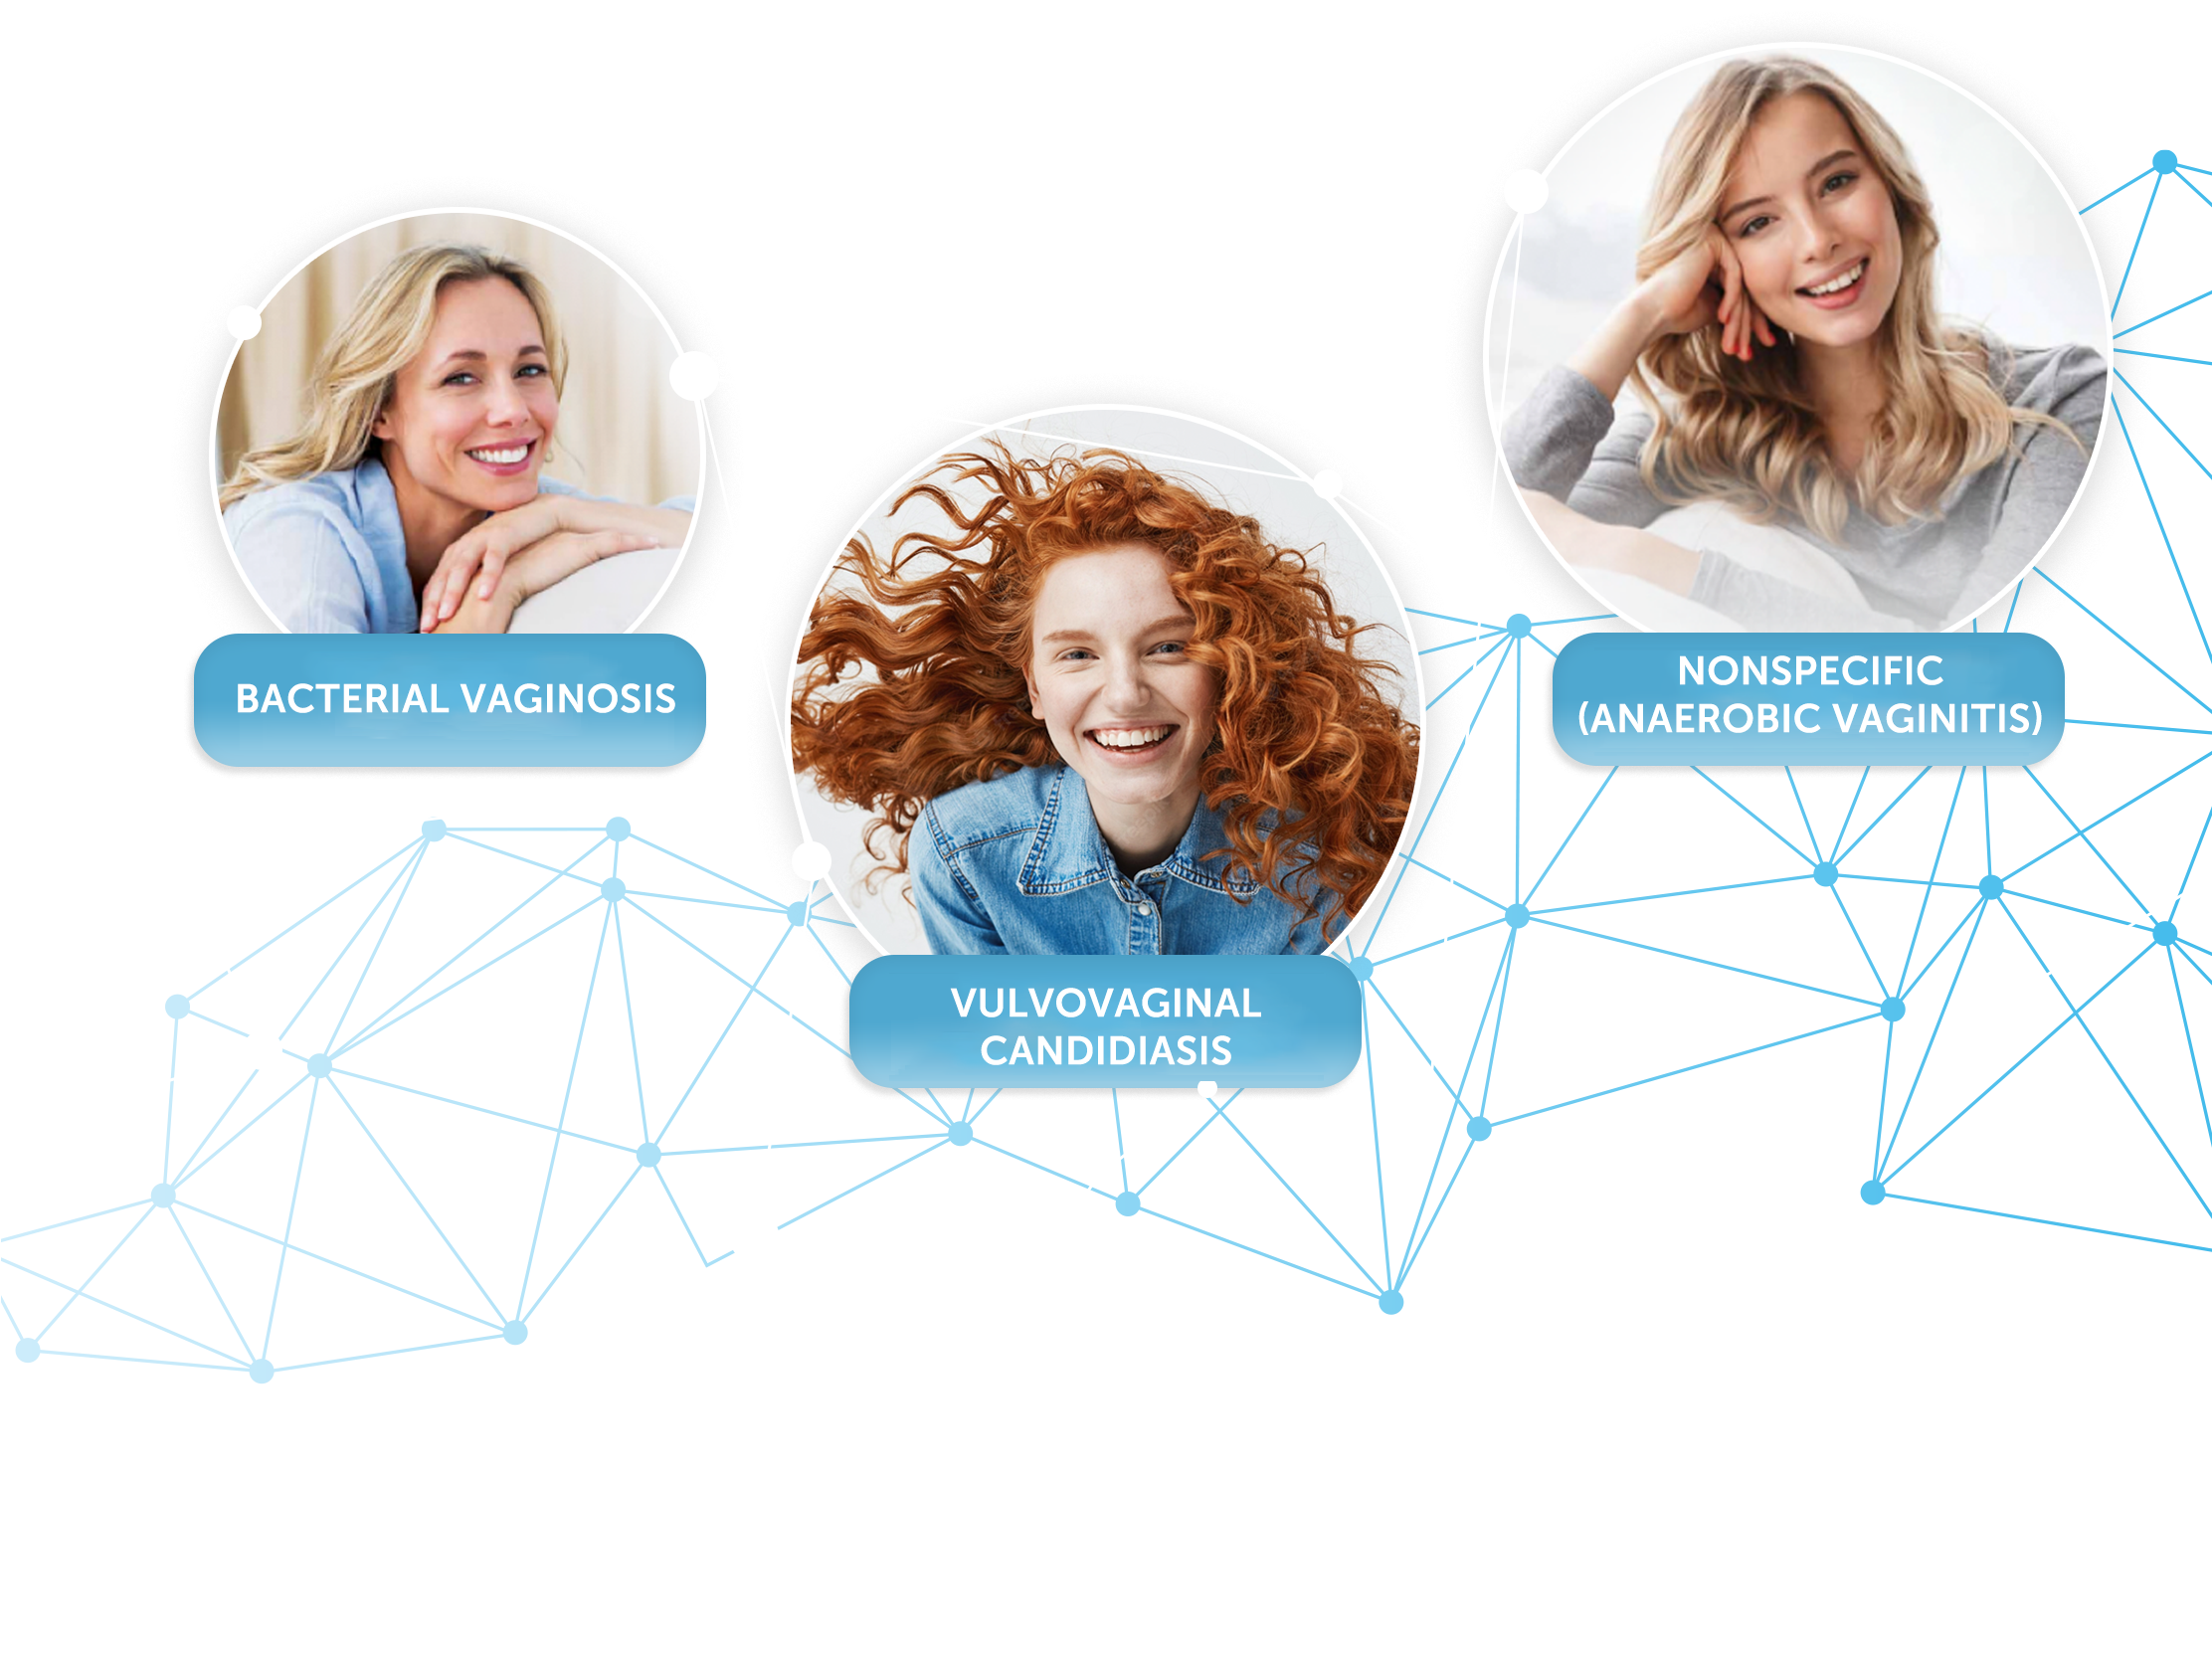 BACTERIAL VAGINOSIS
VULVOVAGINAL
CANDIDIASIS
NONSPECIFIC
(ANAEROBIC VAGINITIS)